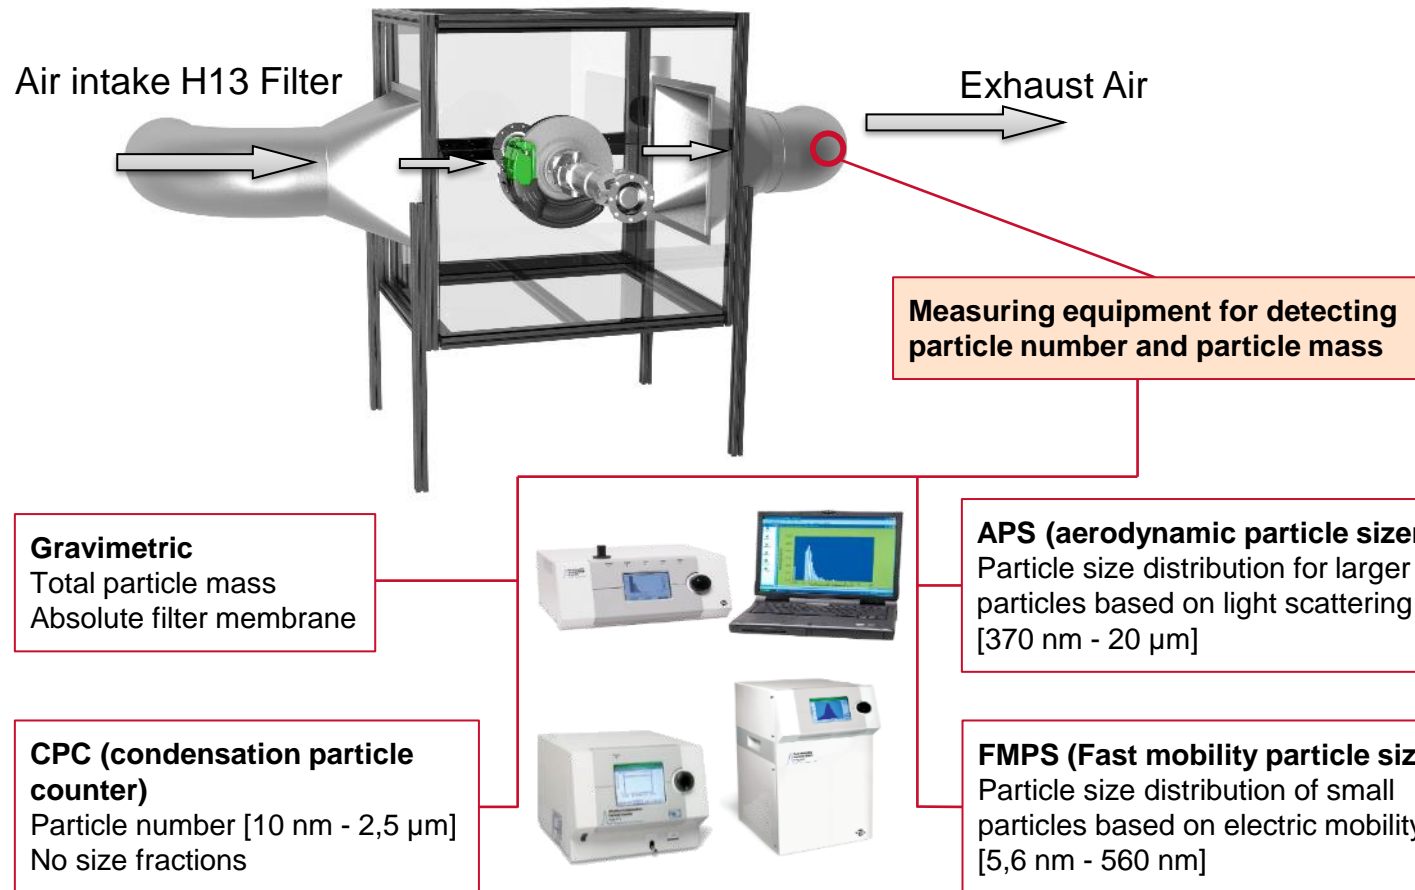 Air intake H13 Filter
Exhaust Air
Measuring equipment for detecting
particle number and particle mass
Gravimetric
Total particle mass
Absolute filter membrane
APS (aerodynamic particle sizer
Particle size distribution for larger
particles based on light scattering
[370 nm - 20 µm]
CPC (condensation particle
counter)
Particle number [10 nm - 2,5 µm]
No size fractions
FMPS (Fast mobility particle siz
Particle size distribution of small
particles based on electric mobility
[5,6 nm - 560 nm]